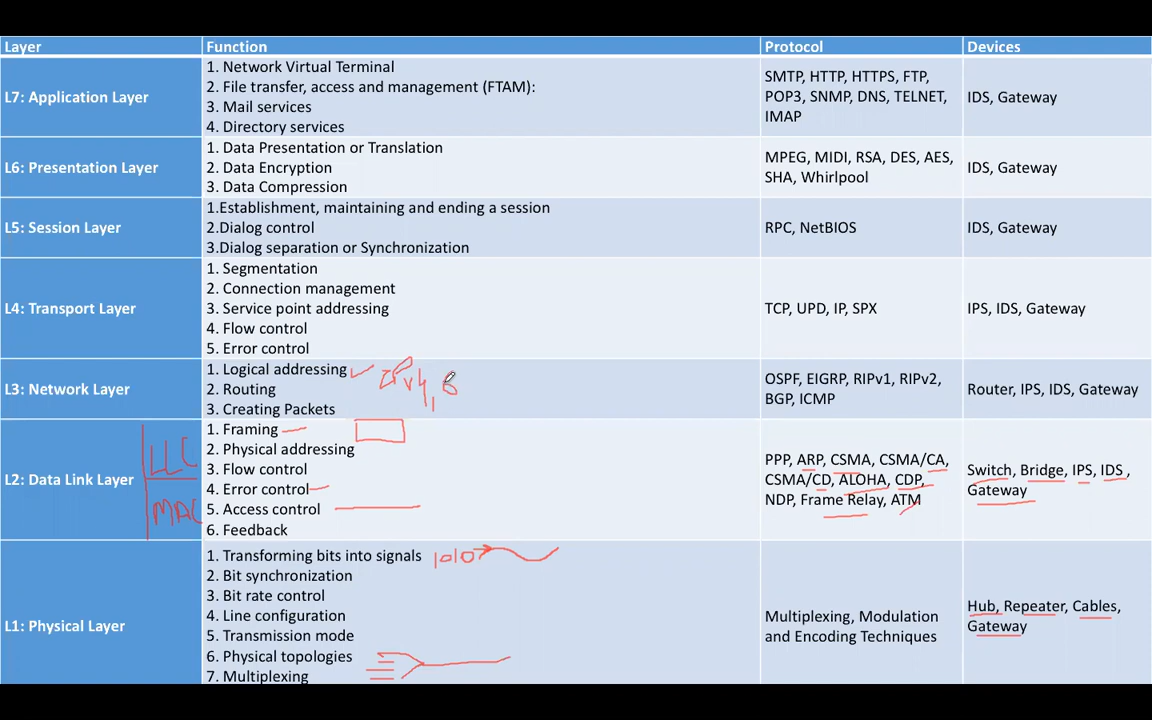 Layer Function Protocol Devices
L7: Application Layer
1. Network Virtual Terminal
2. File transfer, access and management (FTAM):
3. Mail services
4. Directory services
SMTP, HTTP, HTTPS, FTP,
POP3, SNMP, DNS, TELNET,
IMAP
IDS, Gateway
L6: Presentation Layer
1. Data Presentation or Translation
2. Data Encryption
3. Data Compression
MPEG, MIDI, RSA, DES, AES,
SHA, Whirlpool
IDS, Gateway
L5: Session Layer
1.Establishment, maintaining and ending a session
2.Dialog control
3.Dialog separation or Synchronization
RPC, NetBIOS
IDS, Gateway
L4: Transport Layer
1. Segmentation
2. Connection management
3. Service point addressing
4. Flow control
5. Error control
TCP, UPD, IP, SPX
IPS, IDS, Gateway
L3: Network Layer
1. Logical addressing
IPv4, 6
2. Routing
3. Creating Packets
OSPF, EIGRP, RIPv1, RIPv2,
BGP, ICMP
Router, IPS, IDS, Gateway
L2: Data Link Layer
LLC
MAC
1. Framing
2. Physical addressing
3. Flow control
4. Error control
5. Access control
6. Feedback
PPP, ARP, CSMA, CSMA/CA,
CSMA/CD, ALOHA, CDP,
NDP, Frame Relay, ATM
Switch, Bridge, IPS, IDS ,
Gateway
L1: Physical Layer
1. Transforming bits into signals
1010
2. Bit synchronization
3. Bit rate control
4. Line configuration
5. Transmission mode
6. Physical topologies
7. Multiplexing
Multiplexing, Modulation
and Encoding Techniques
Hub, Repeater, Cables,
Gateway